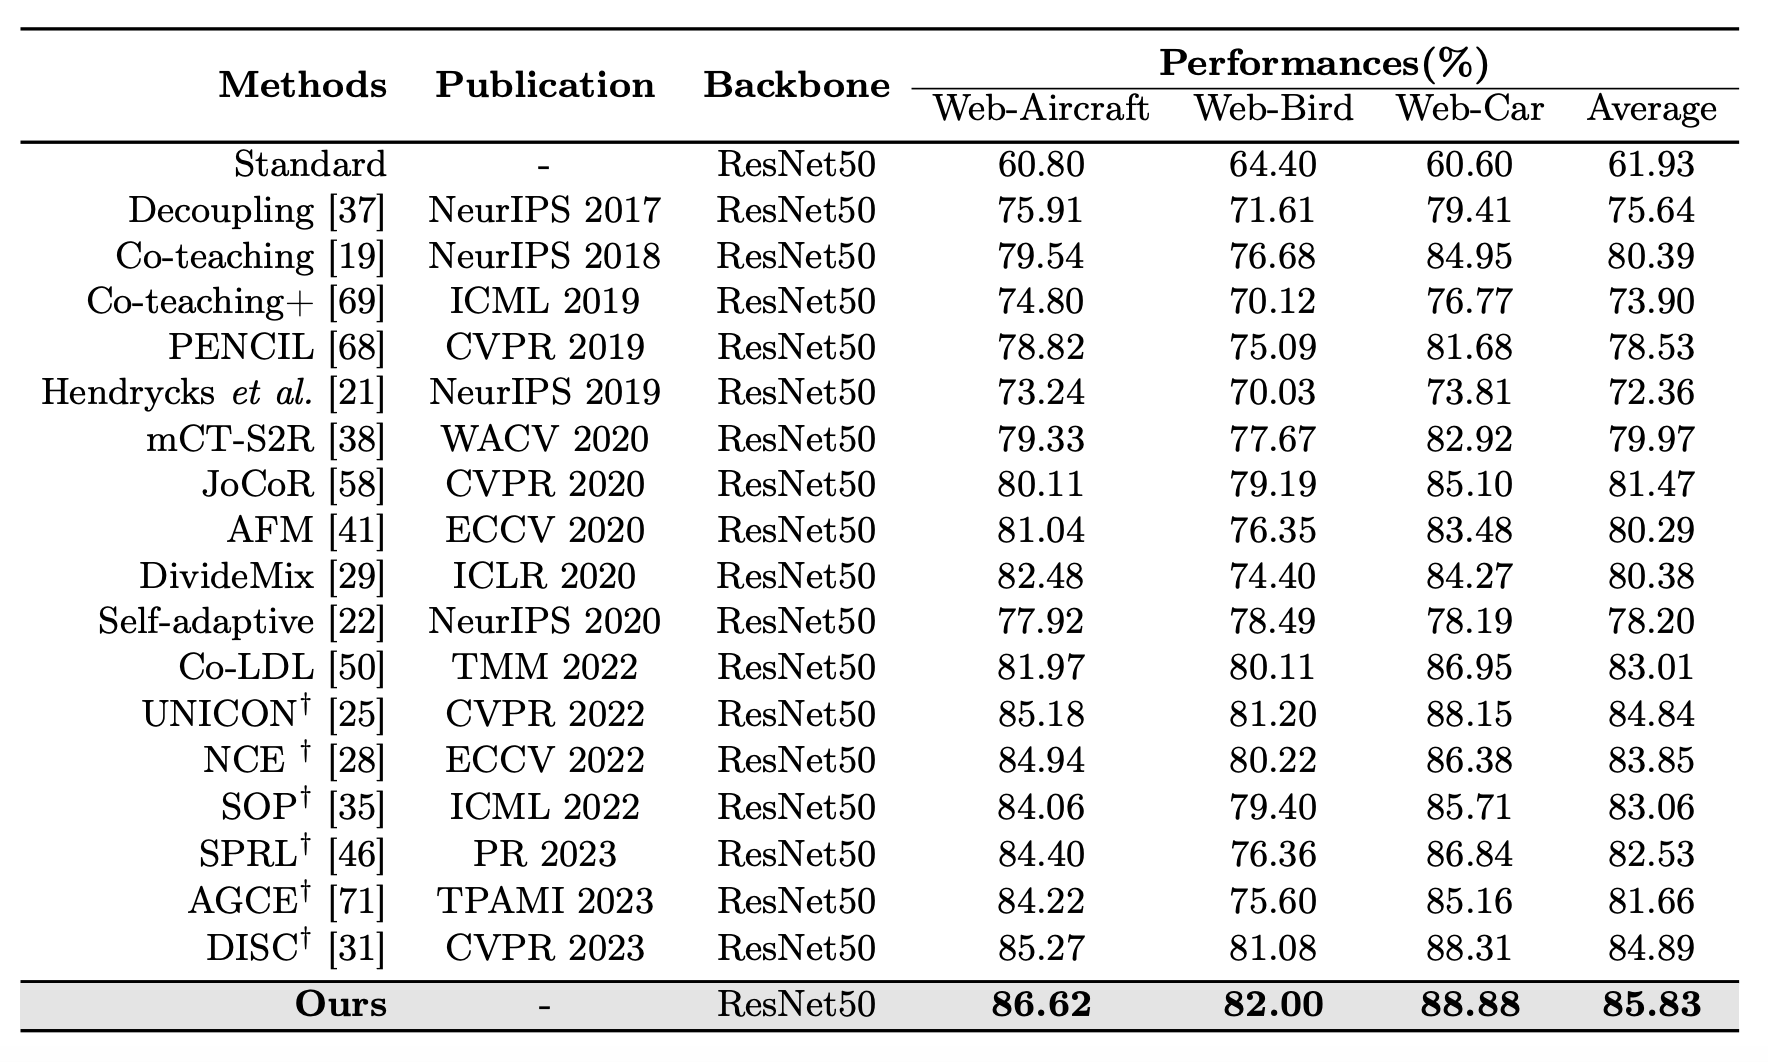 Methods Publication Backbone Performances(%)
Web-Aircraft Web-Bird Web-Car Average
Standard - ResNet50 60.80 64.40 60.60 61.93
Decoupling [37] NeurIPS 2017 ResNet50 75.91 71.61 79.41 75.64
Co-teaching [19] NeurIPS 2018 ResNet50 79.54 76.68 84.95 80.39
Co-teaching+ [69] ICML 2019 ResNet50 74.80 70.12 76.77 73.90
PENCIL [68] CVPR 2019 ResNet50 78.82 75.09 81.68 78.53
Hendrycks et al. [21] NeurIPS 2019 ResNet50 73.24 70.03 73.81 72.36
mCT-S2R [38] WACV 2020 ResNet50 79.33 77.67 82.92 79.97
JoCoR [58] CVPR 2020 ResNet50 80.11 79.19 85.10 81.47
AFM [41] ECCV 2020 ResNet50 81.04 76.35 83.48 80.29
DivideMix [29] ICLR 2020 ResNet50 82.48 74.40 84.27 80.38
Self-adaptive [22] NeurIPS 2020 ResNet50 77.92 78.49 78.19 78.20
Co-LDL [50] TMM 2022 ResNet50 81.97 80.11 86.95 83.01
UNICON† [25] CVPR 2022 ResNet50 85.18 81.20 88.15 84.84
NCE † [28] ECCV 2022 ResNet50 84.94 80.22 86.38 83.85
SOP† [35] ICML 2022 ResNet50 84.06 79.40 85.71 83.06
SPRL† [46] PR 2023 ResNet50 84.40 76.36 86.84 82.53
AGCE† [71] TPAMI 2023 ResNet50 84.22 75.60 85.16 81.66
DISC† [31] CVPR 2023 ResNet50 85.27 81.08 88.31 84.89
Ours - ResNet50 86.62 82.00 88.88 85.83